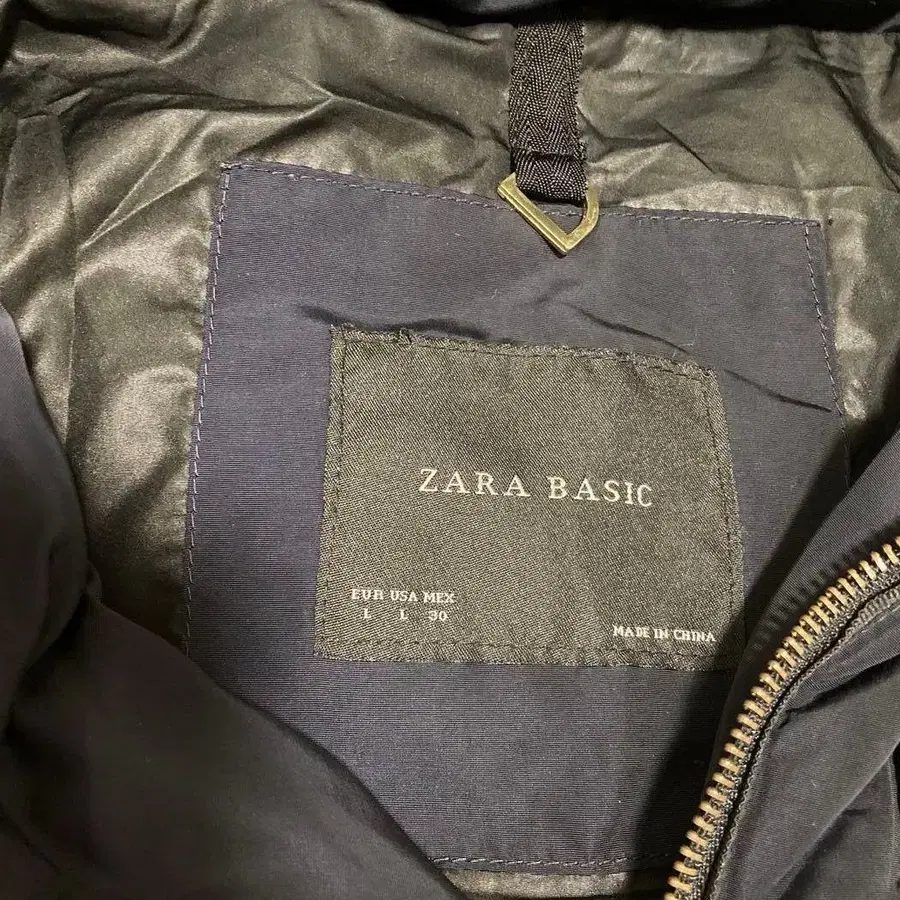 ZARA BASIC
EUR USA MEX
L L 30
MADE IN CHINA